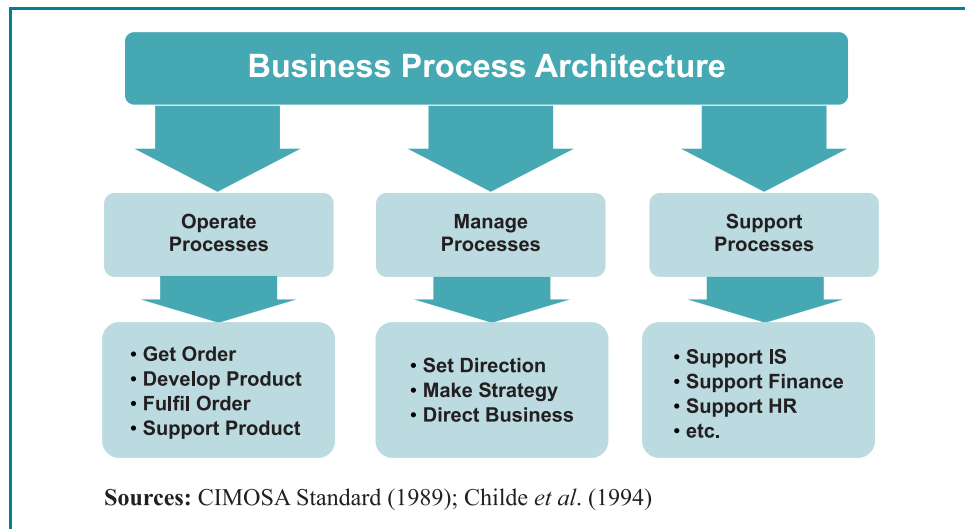 Business Process Architecture
Operate
Processes
Manage
Processes
Support
Processes
• Get Order
• Develop Product
• Fulfil Order
• Support Product
• Set Direction
• Make Strategy
• Direct Business
• Support IS
• Support Finance
• Support HR
• etc.
Sources: CIMOSA Standard (1989); Childe et al. (1994)